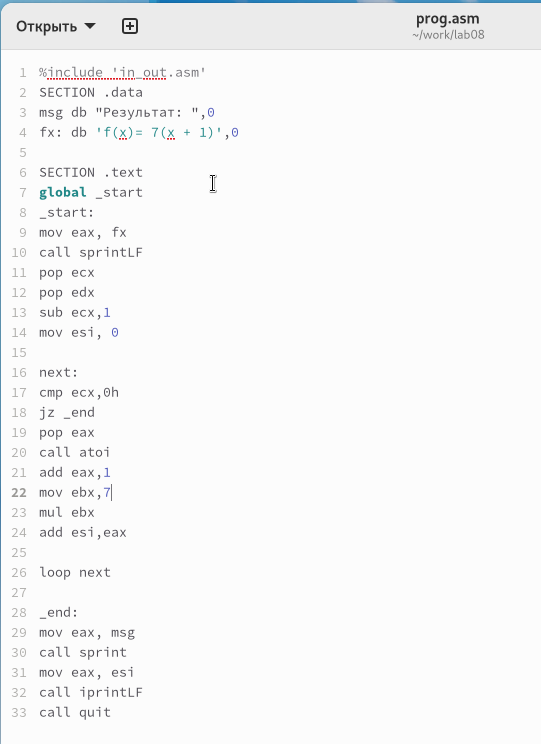 Открыть
prog.asm
~/work/lab08
1 %include 'in_out.asm'
2 SECTION .data
3 msg db "Результат: ",0
4 fx: db 'f(x)= 7(x + 1)',0
5
6 SECTION .text
7 global _start
8 _start:
9 mov eax, fx
10 call sprintLF
11 pop ecx
12 pop edx
13 sub ecx,1
14 mov esi, 0
15
16 next:
17 cmp ecx,0h
18 jz _end
19 pop eax
20 call atoi
21 add eax,1
22 mov ebx,7
23 mul ebx
24 add esi,eax
25
26 loop next
27
28 _end:
29 mov eax, msg
30 call sprint
31 mov eax, esi
32 call iprintLF
33 call quit